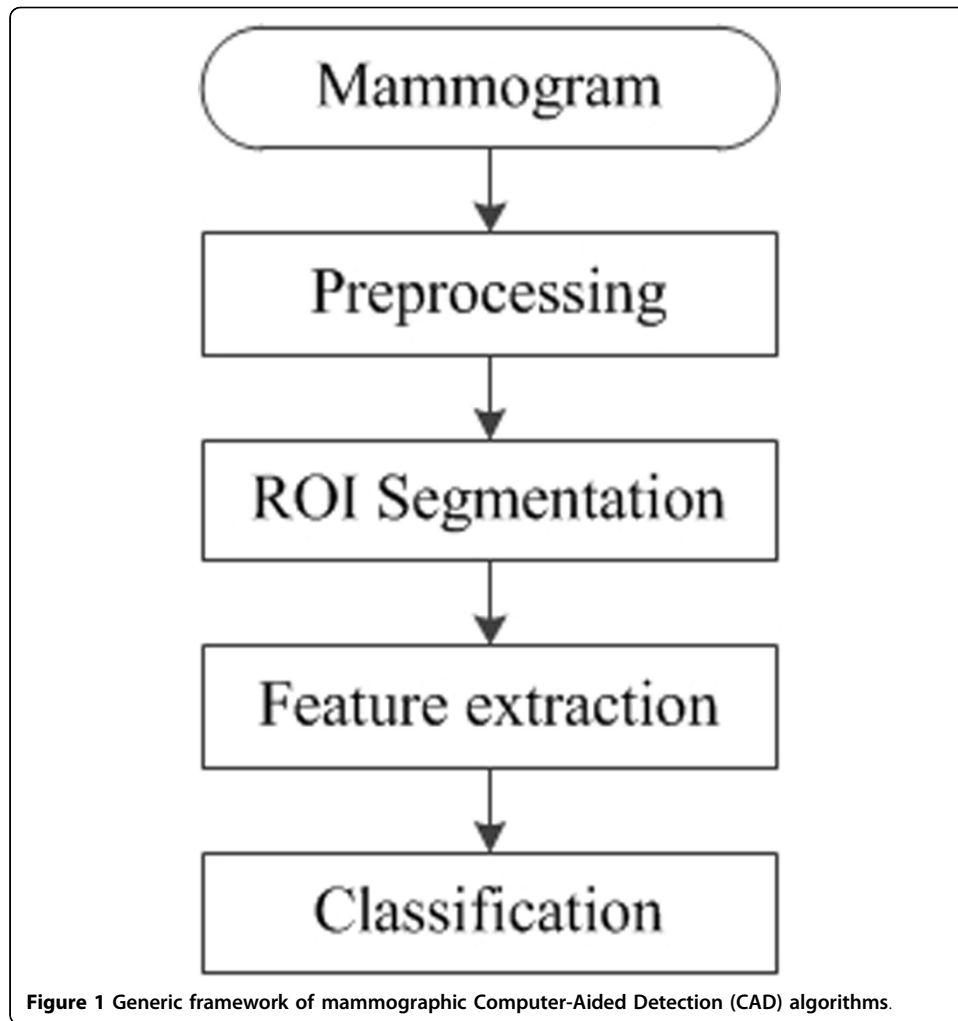 Mammogram
Preprocessing
ROI Segmentation
Feature extraction
Classification
Figure 1 Generic framework of mammographic Computer-Aided Detection (CAD) algorithms.